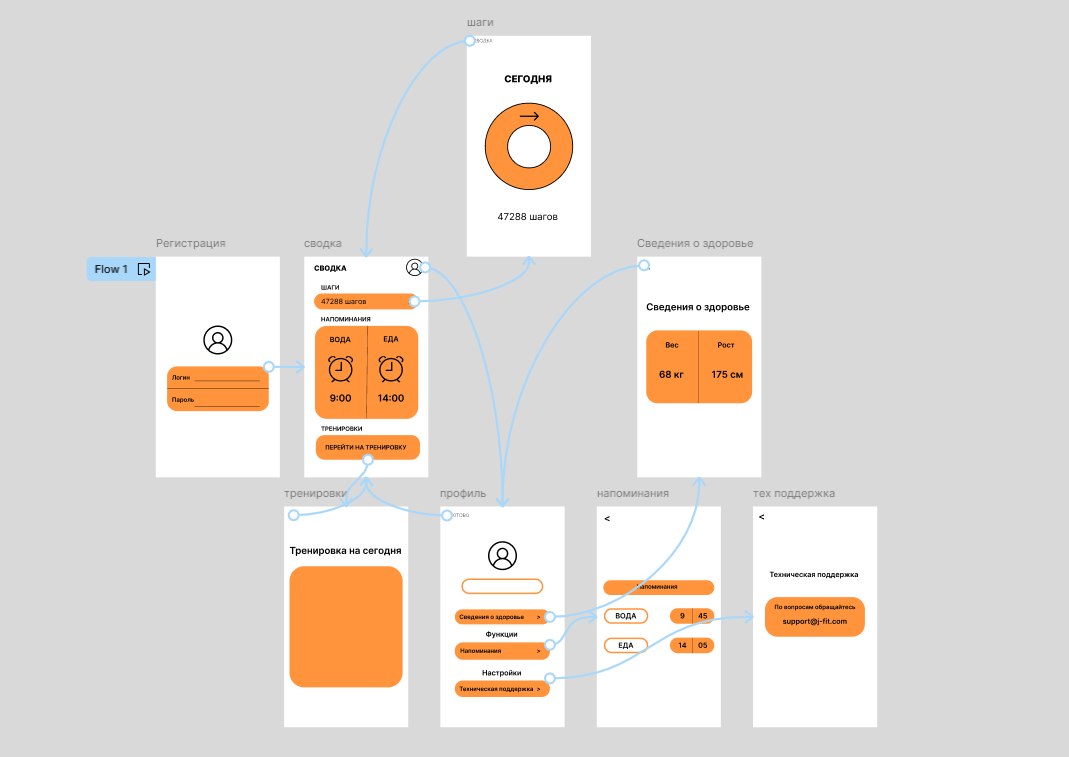 шаги
СЕГОДНЯ
47288 шагов
Регистрация
Flow 1
Логин
Пароль
сводка
СВОДКА
ШАГИ
47288 шагов
НАПОМИНАНИЯ
ВОДА ЕДА
9:00 14:00
ТРЕНИРОВКИ
ПЕРЕЙТИ НА ТРЕНИРОВКУ
Сведения о здоровье
Сведения о здоровье
Вес Рост
68 кг 175 см
тренировки
Тренировка на сегодня
профиль
Сведения о здоровье >
Функции
Напоминания >
Настройки
Техническая поддержка >
напоминания
<
Напоминания
ВОДА 9 45
ЕДА 14 05
тех поддержка
<
Техническая поддержка
По вопросам обращайтесь
support@j-fit.com